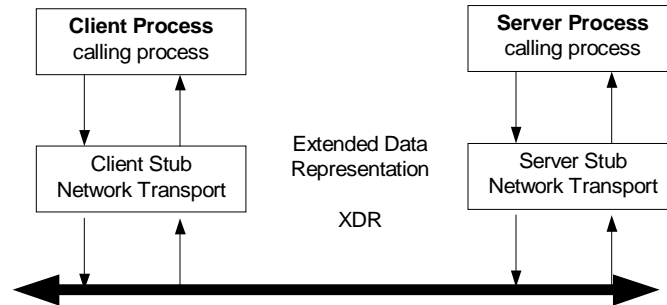 Client Process
calling process
Server Process
calling process
Client Stub
Network Transport
Extended Data
Representation
XDR
Server Stub
Network Transport